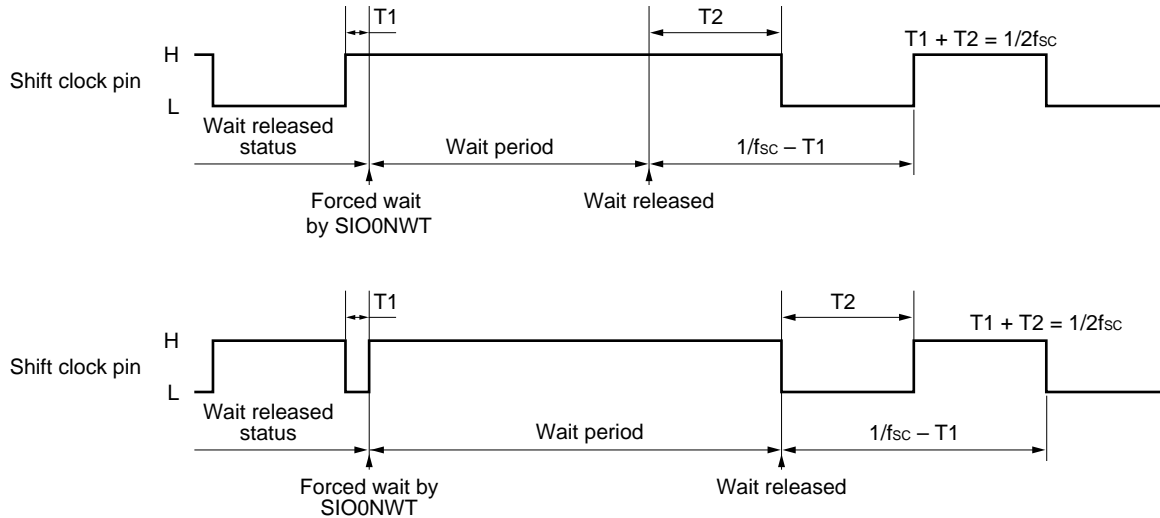 T1
T2
H
T1 + T2 = 1/2fSC
Shift clock pin
L
Wait released
status
Wait period
1/fSC – T1
Forced wait
by SIO0NWT
Wait released
T1
T2
H
T1 + T2 = 1/2fSC
Shift clock pin
L
Wait released
status
Wait period
1/fSC – T1
Forced wait by
SIO0NWT
Wait released